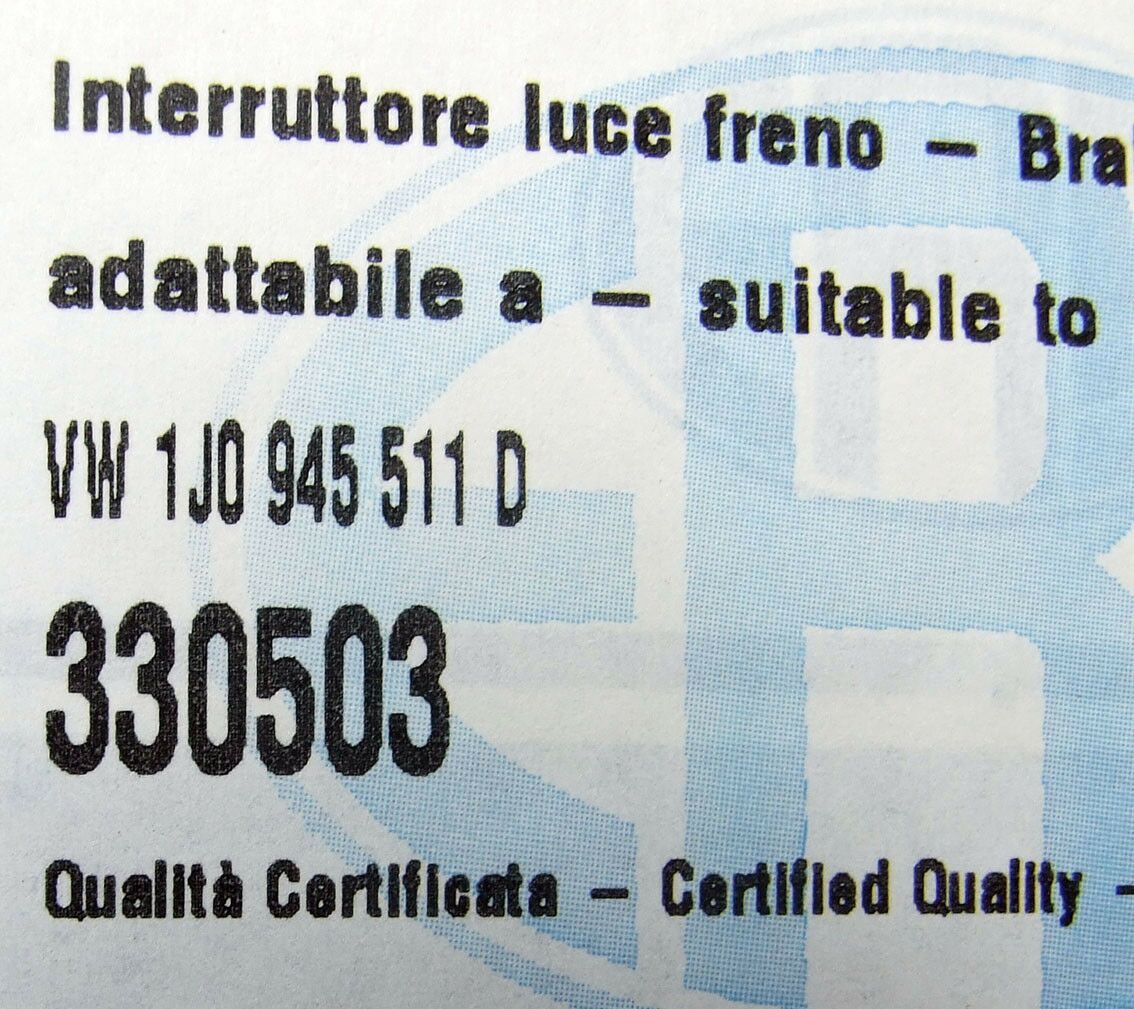 Interruttore luce freno – Bra
adattabile a – suitable to
VW 1J0 945 511 D
330503
Qualità Certificata – Certified Quality -